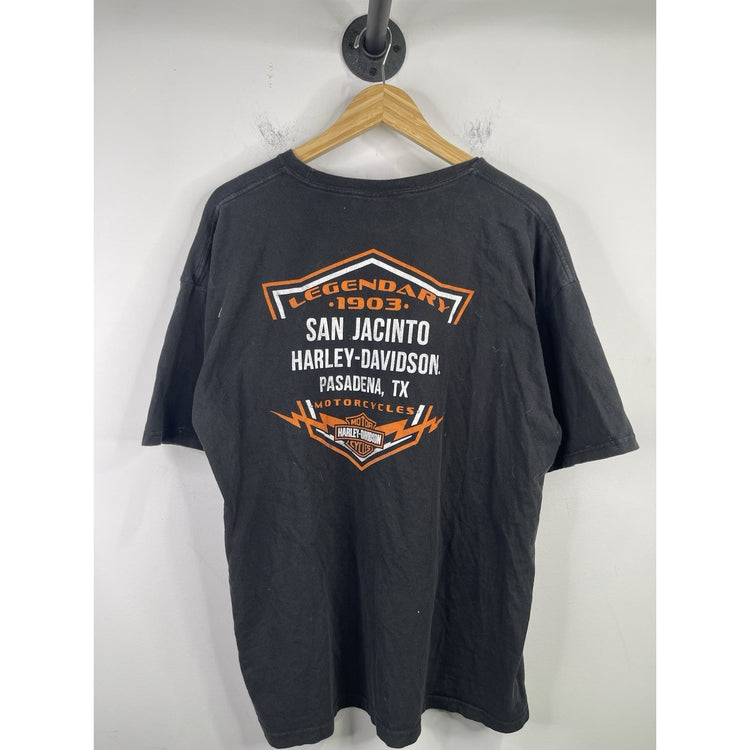 LEGENDARY
·1903·
SAN JACINTO
HARLEY-DAVIDSON
PASADENA, TX
MOTORCYCLES
MOTOR
HARLEY-DAVIDSON
CYCLES